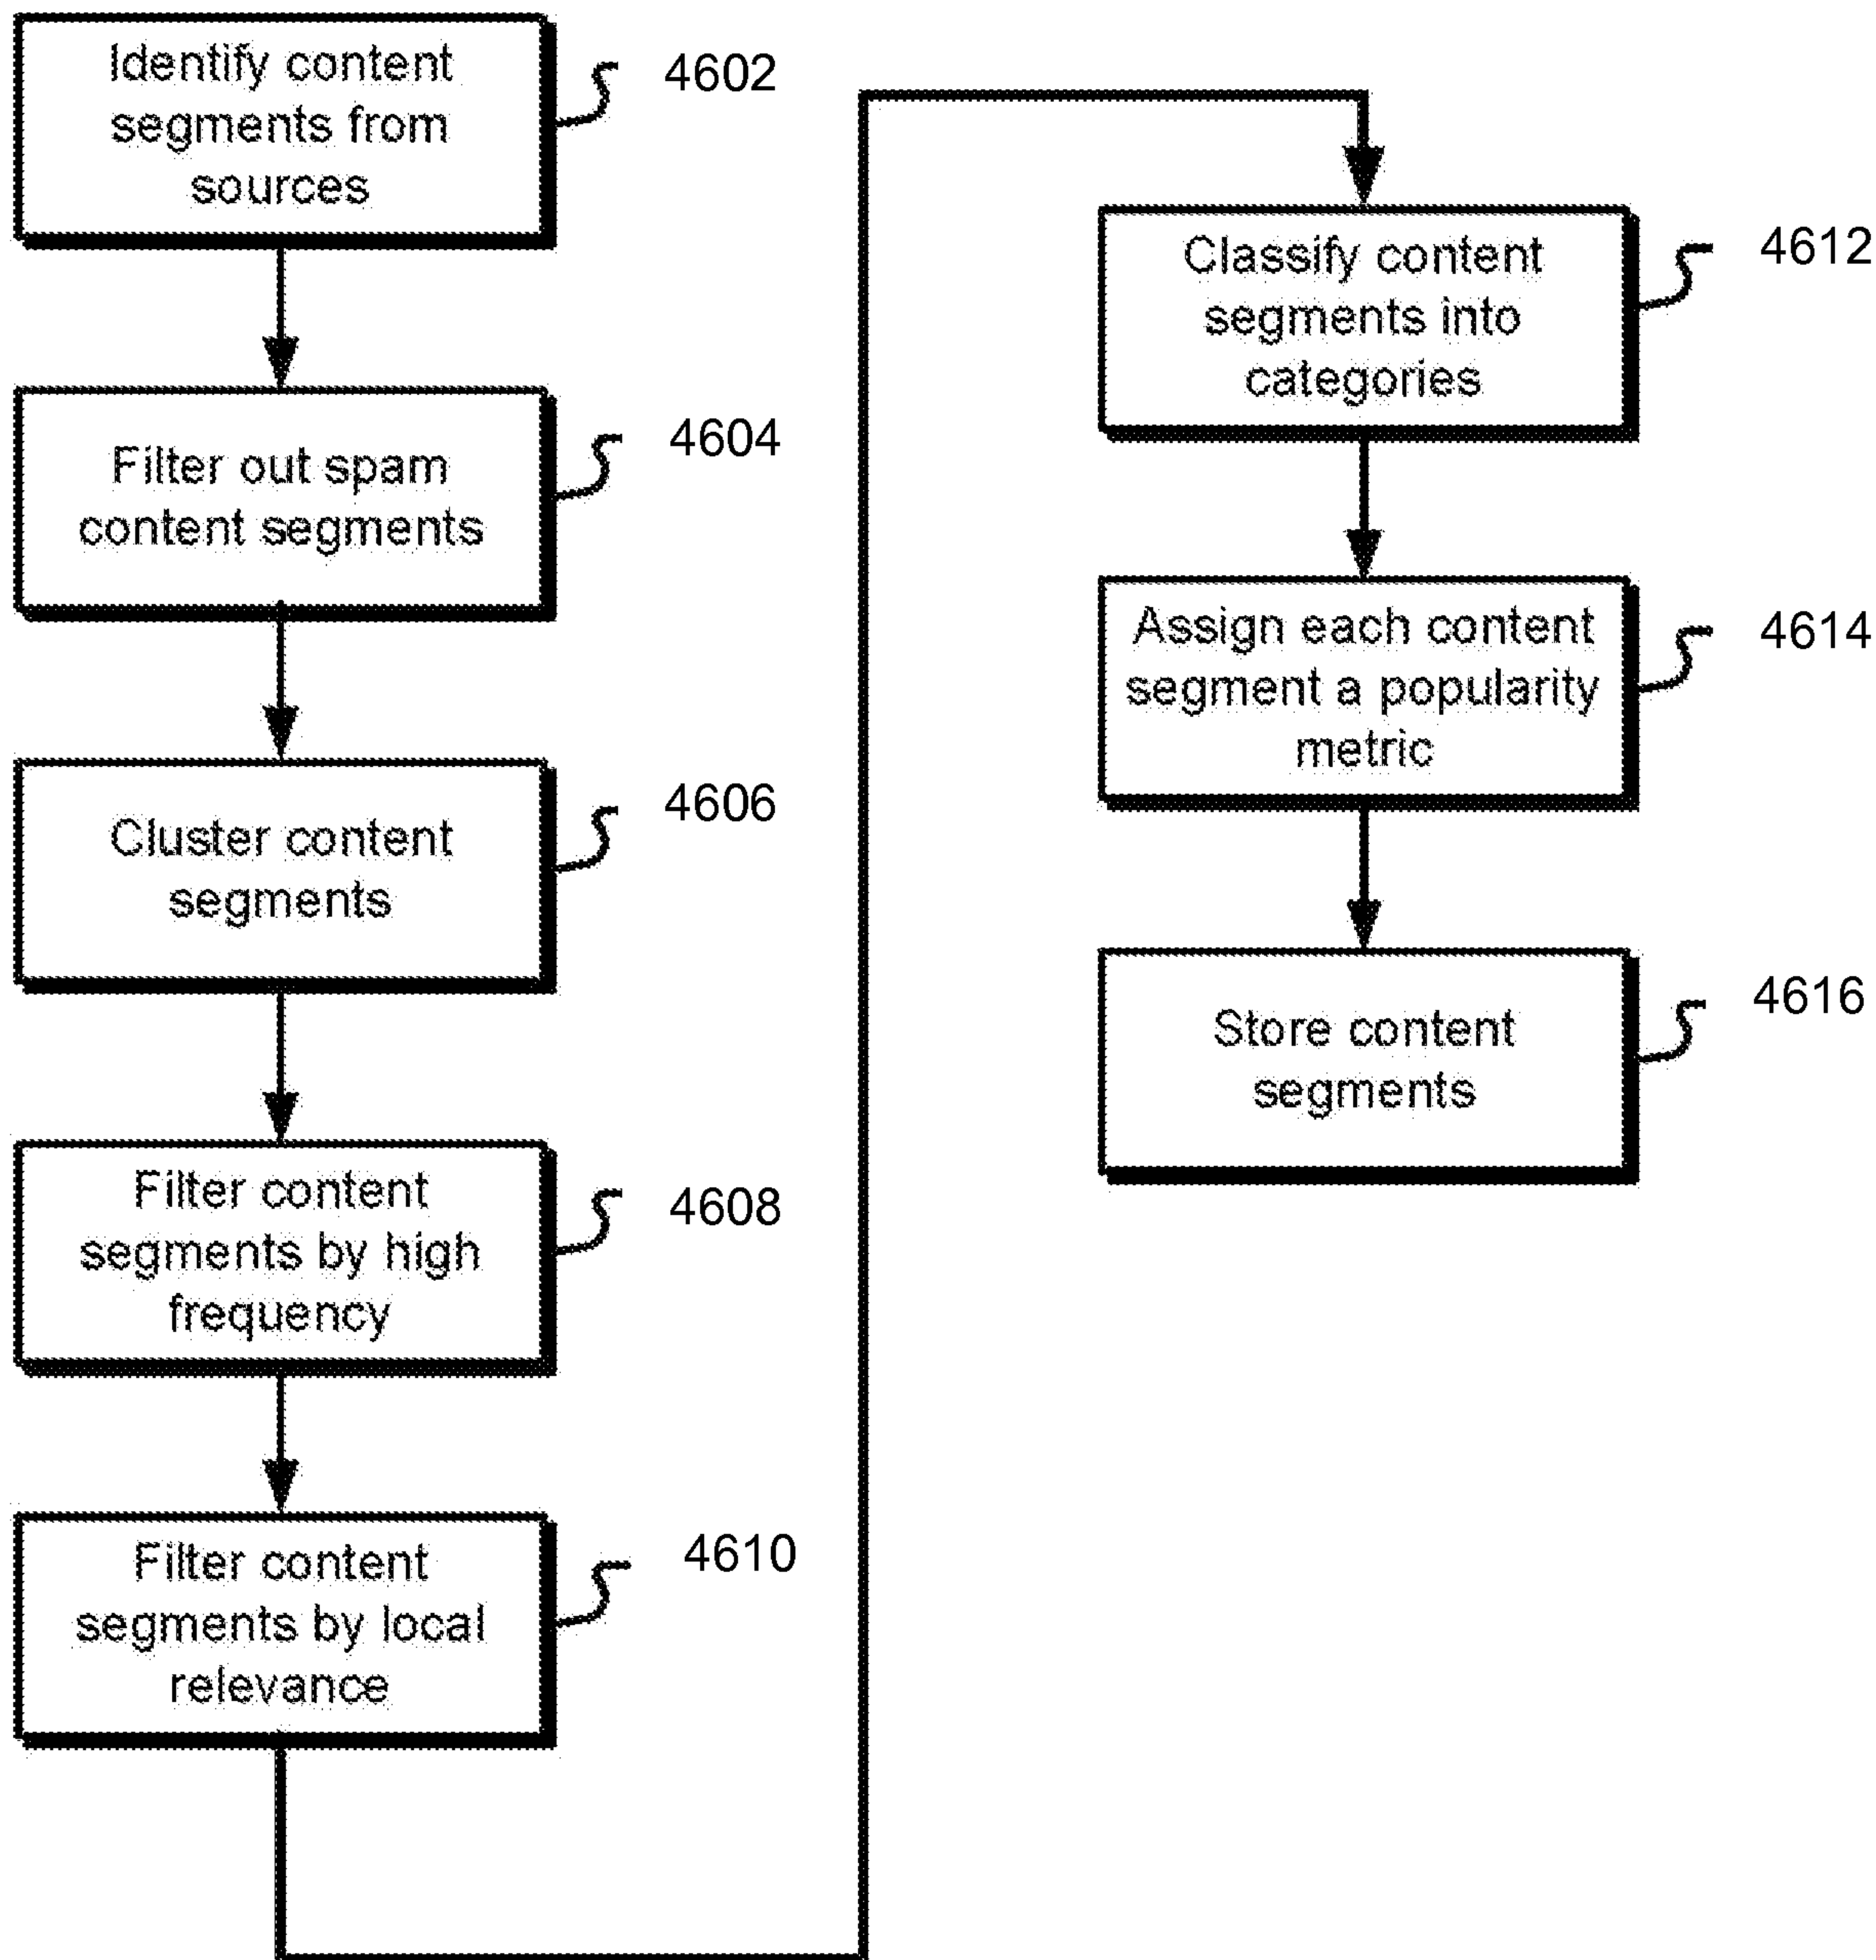 Identify content
segments from
sources
4602
Filter out spam
content segments
4604
Cluster content
segments
4606
Filter content
segments by high
frequency
4608
Filter content
segments by local
relevance
4610
Classify content
segments into
categories
4612
Assign each content
segment a popularity
metric
4614
Store content
segments
4616